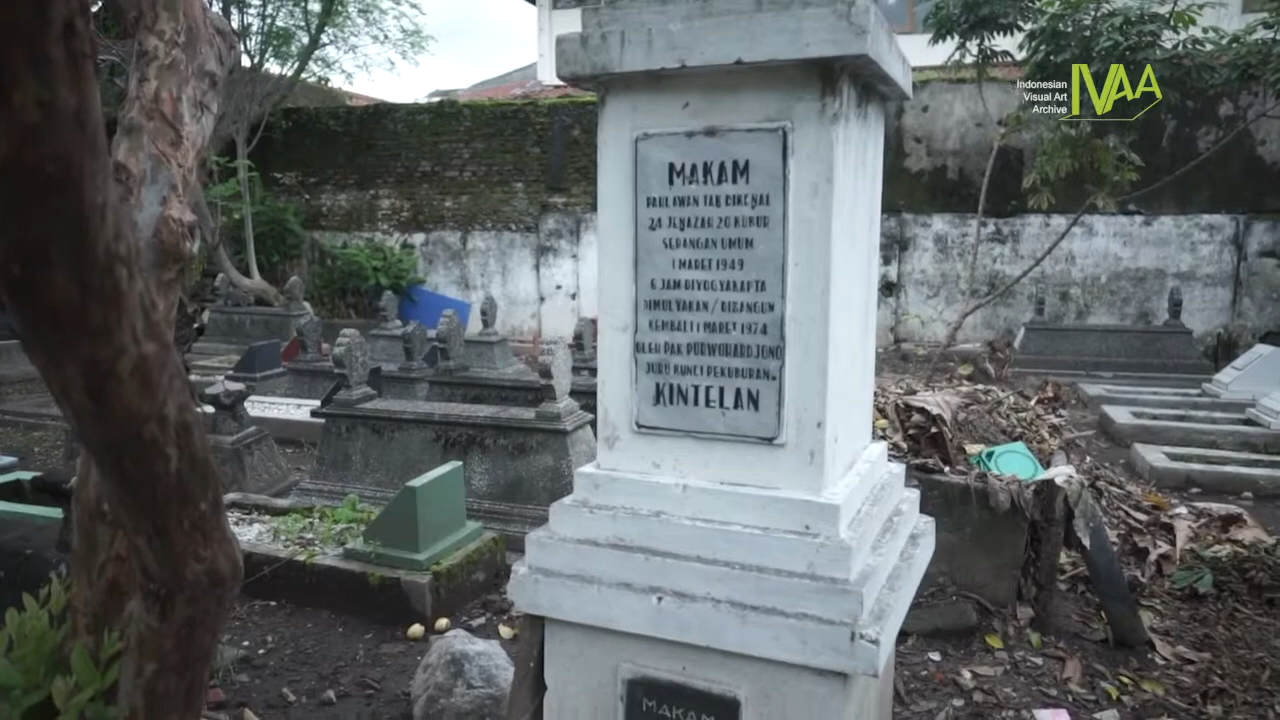 Indonesian
Visual Art
Archive
IVAA
MAKAM
PAHLAWAN TAK DIKENAL
24 JENAZAH 20 KUBUR
SERANGAN UMUM
1 MARET 1949
6 JAM DIYOGYAKARTA
DIMULYAKAN / DIBANGUN
KEMBALI 1 MARET 1974
OLEH PAK PURWOHARDJONO
JURU KUNCI PEKUBURAN.
KINTELAN
MAKAM